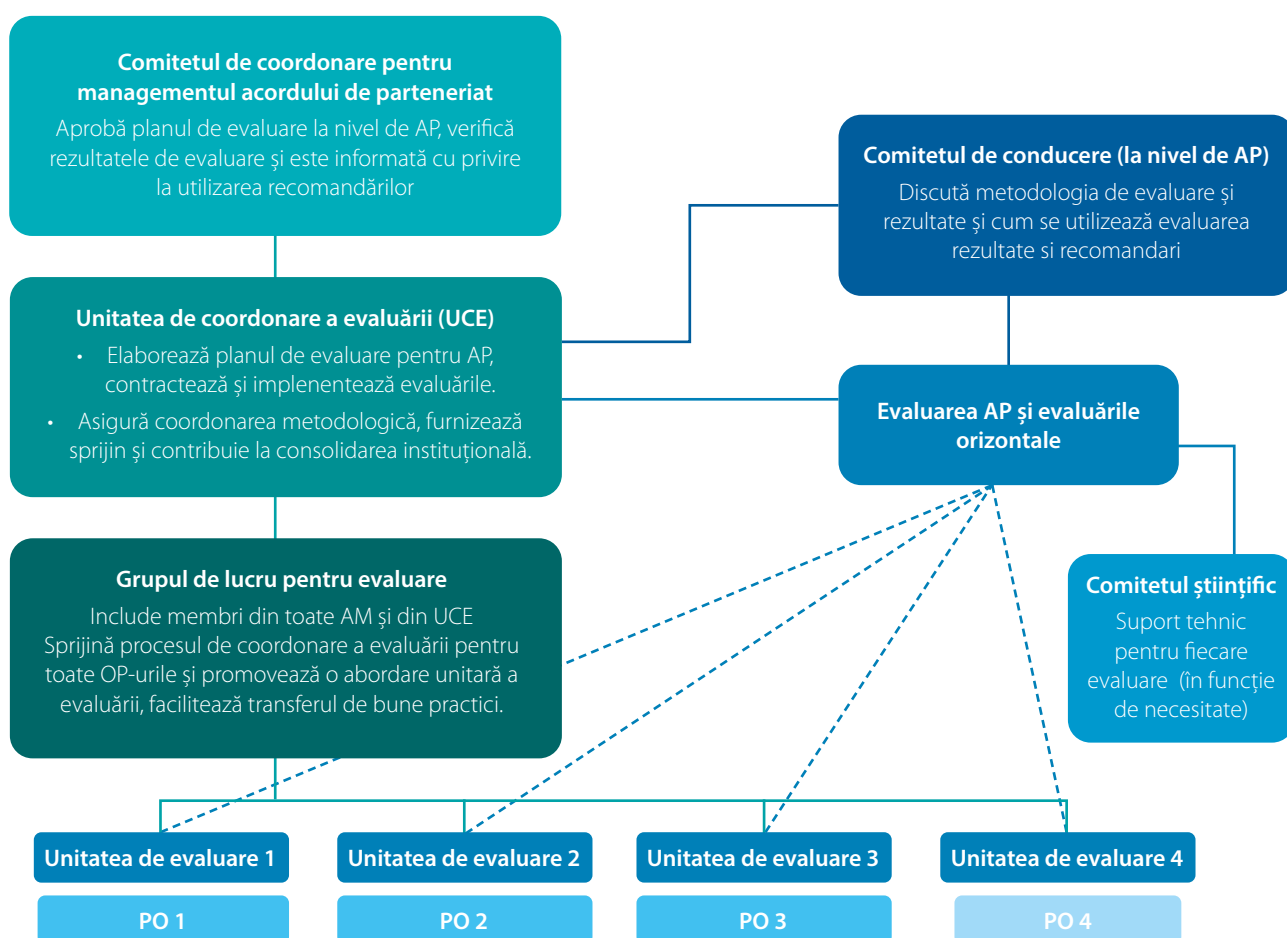 Comitetul de coordonare pentru
managementul acordului de parteneriat
Aprobă planul de evaluare la nivel de AP, verifică
rezultatele de evaluare și este informată cu privire
la utilizarea recomandărilor
Comitetul de conducere (la nivel de AP)
Discută metodologia de evaluare și
rezultate și cum se utilizează evaluarea
rezultate si recomandari
Unitatea de coordonare a evaluării (UCE)
• Elaborează planul de evaluare pentru AP,
contractează și implenentează evaluările.
• Asigură coordonarea metodologică, furnizează
sprijin și contribuie la consolidarea instituțională.
Evaluarea AP și evaluările
orizontale
Grupul de lucru pentru evaluare
Include membri din toate AM și din UCE
Sprijină procesul de coordonare a evaluării pentru
toate OP-urile și promovează o abordare unitară a
evaluării, facilitează transferul de bune practici.
Comitetul științific
Suport tehnic
pentru fiecare
evaluare (în funcție
de necesitate)
Unitatea de evaluare 1
Unitatea de evaluare 2
Unitatea de evaluare 3
Unitatea de evaluare 4
PO 1
PO 2
PO 3
PO 4